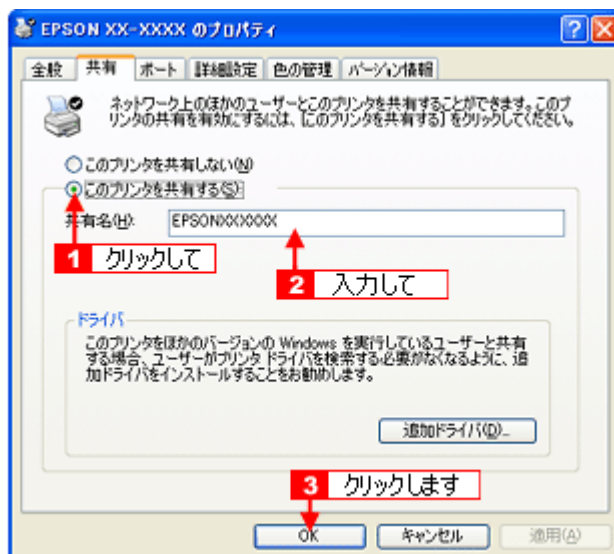 EPSON XX-XXXX のプロパティ
全般 共有 ポート 詳細設定 色の管理 バージョン情報
ネットワーク上のほかのユーザーとこのプリンタを共有することができます。このプ
リンタの共有を有効にするには、[このプリンタを共有する] をクリックしてください。
このプリンタを共有しない(N)
このプリンタを共有する(S)
共有名(H): EPSONXXXXXX
1 クリックして
2 入力して
ドライバ
このプリンタをほかのバージョンの Windows を実行しているユーザーと共有
する場合、ユーザーがプリンタ ドライバを検索する必要がなくなるように、追
加ドライバをインストールすることをお勧めします。
追加ドライバ(D)...
3 クリックします
OK キャンセル 適用(A)